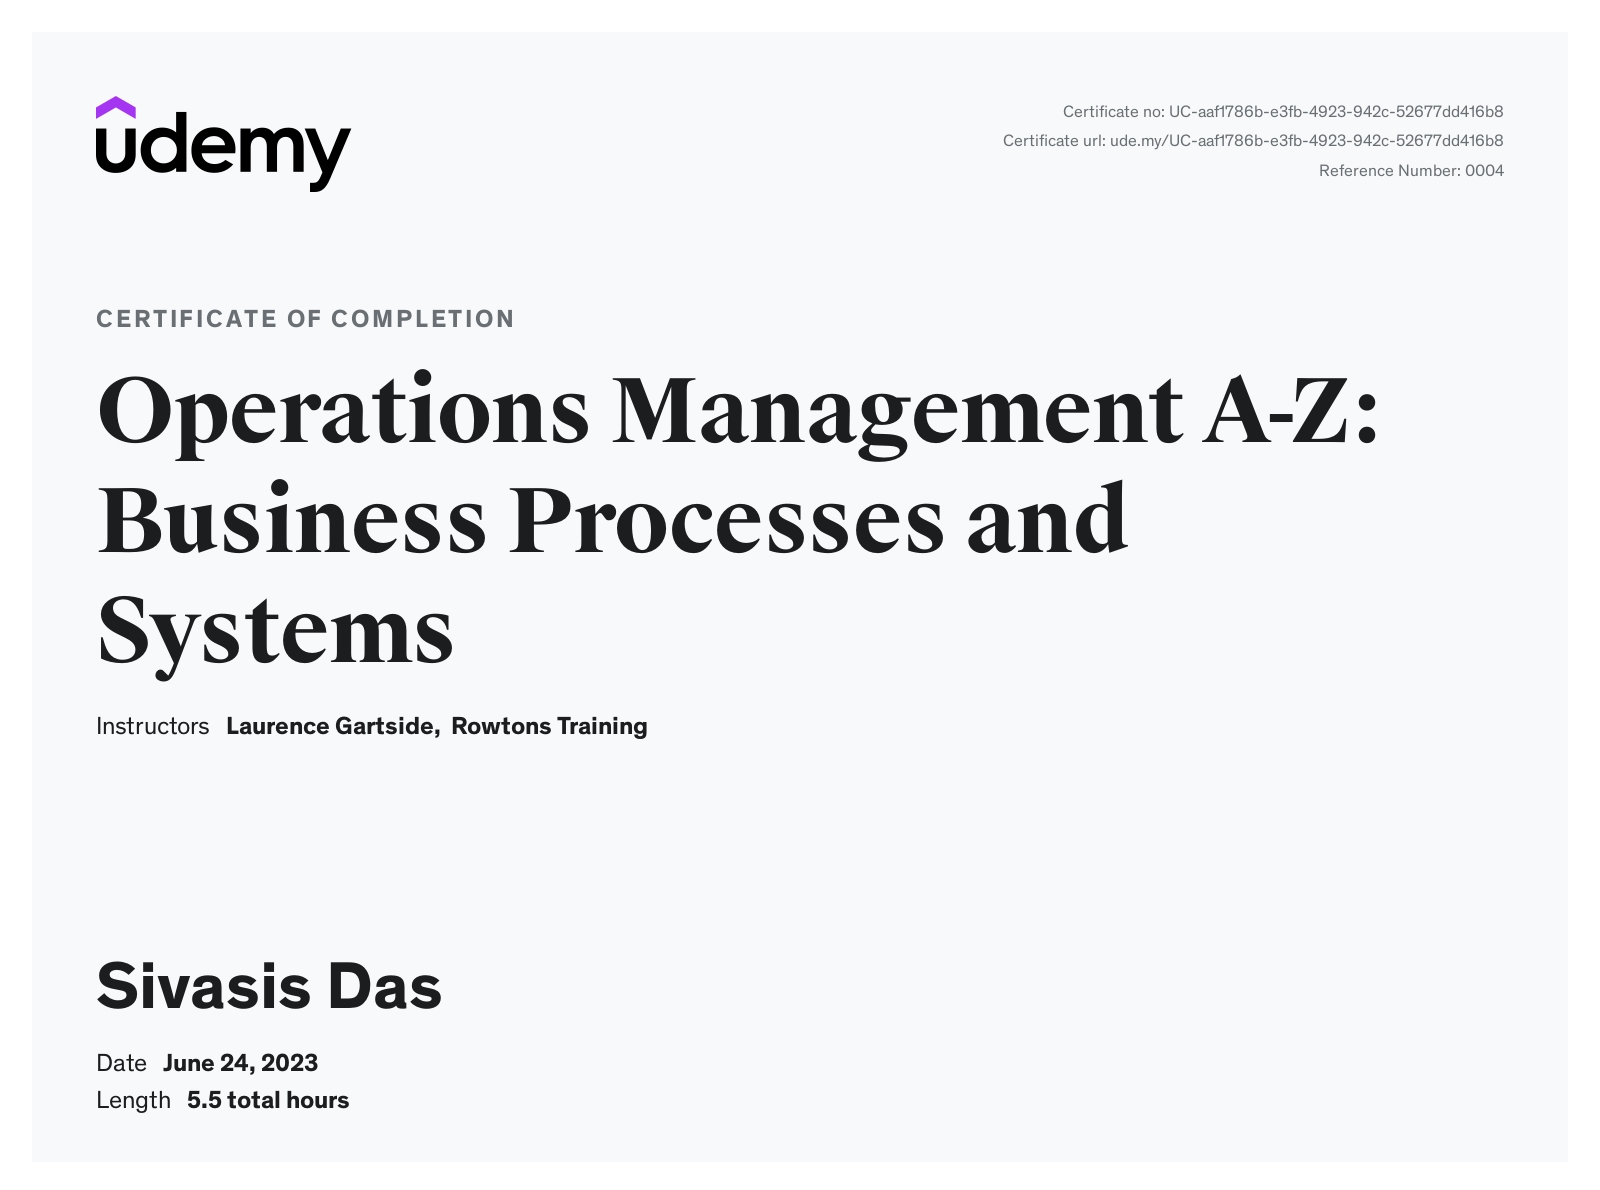 udemy
Certificate no: UC-aaf1786b-e3fb-4923-942c-52677dd416b8
Certificate url: ude.my/UC-aaf1786b-e3fb-4923-942c-52677dd416b8
Reference Number: 0004
CERTIFICATE OF COMPLETION
Operations Management A-Z:
Business Processes and
Systems
Instructors Laurence Gartside, Rowtons Training
Sivasis Das
Date June 24, 2023
Length 5.5 total hours